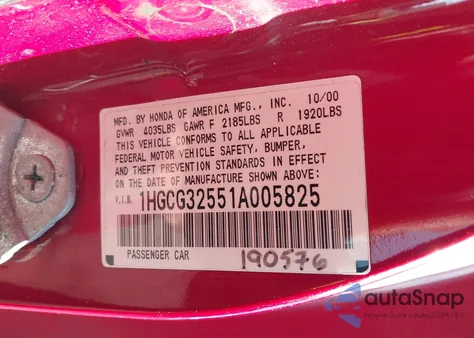 MFD. BY HONDA OF AMERICA MFG., INC. 10/00
GVWR 4035LBS GAWR F 2185LBS R 1920LBS
THIS VEHICLE CONFORMS TO ALL APPLICABLE
FEDERAL MOTOR VEHICLE SAFETY, BUMPER,
AND THEFT PREVENTION STANDARDS IN EFFECT
ON THE DATE OF MANUFACTURE SHOWN ABOVE:
V.I.N. 1HGCG32551A005825
PASSENGER CAR 190576
autoSnap